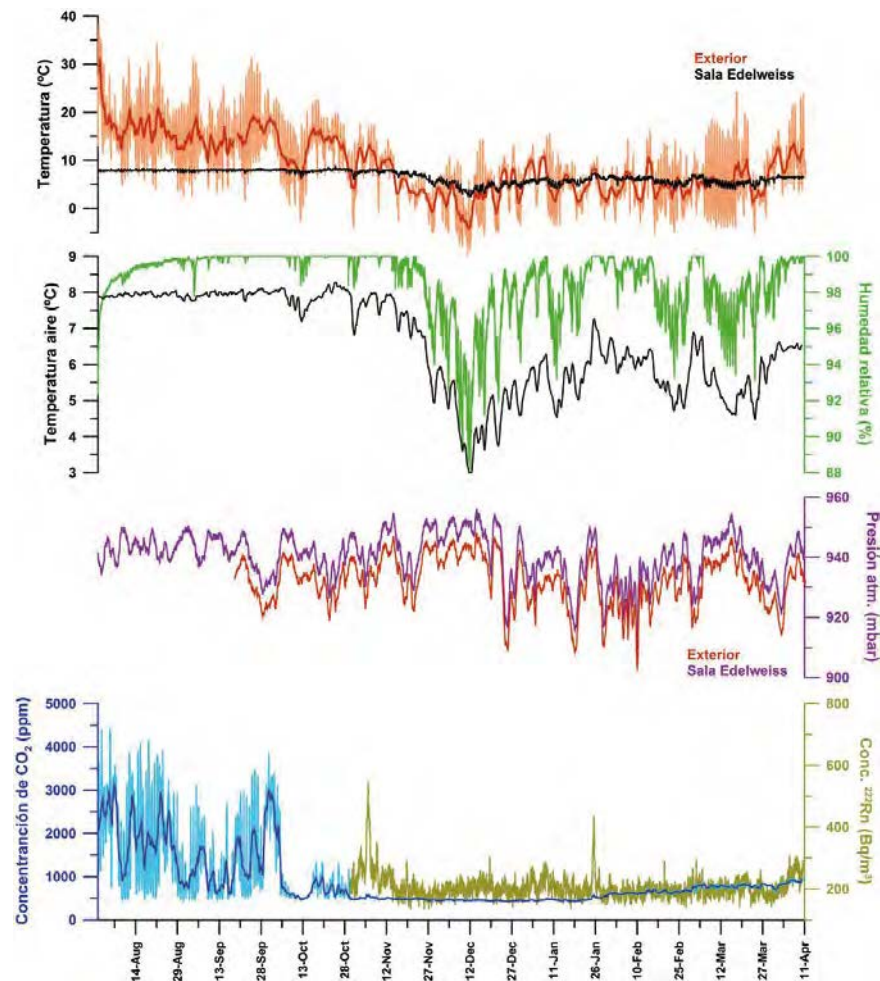 40
30
20
10
0
Temperatura (ºC)
Exterior
Sala Edelweiss
9
8
7
6
5
4
3
Temperatura aire (ºC)
100
98
96
94
92
90
88
Humedad relativa (%)
960
940
920
900
Presión atm. (mbar)
Exterior
Sala Edelweiss
5000
4000
3000
2000
1000
0
Concentranción de CO₂ (ppm)
800
600
400
200
Conc. ²²²Rn (Bq/m³)
14-Aug
29-Aug
13-Sep
28-Sep
13-Oct
28-Oct
12-Nov
27-Nov
12-Dec
27-Dec
11-Jan
26-Jan
10-Feb
25-Feb
12-Mar
27-Mar
11-Apr